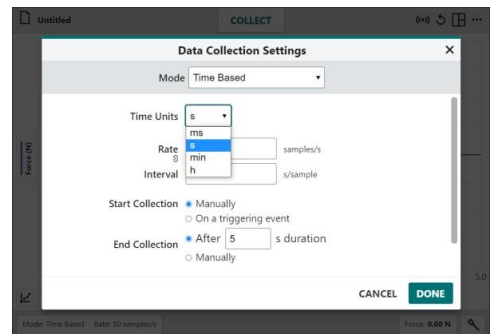 Untitled COLLECT
Data Collection Settings
Mode Time Based
Time Units s
ms
s
min
h
Rate samples/s
Interval s/sample
Start Collection Manually
On a triggering event
End Collection After 5 s duration
Manually
CANCEL DONE
Force (N)
5.0
Mode: Time Based Rate: 50 samples/s Force: 0.00 N